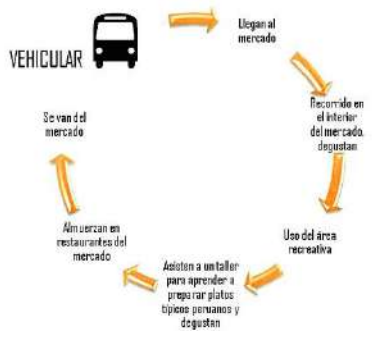 VEHICULAR
Llegan al
mercado
Recorrido en
el interior
del mercado,
degustan
Uso del área
recreativa
Asisten a un taller
para aprender a
preparar platos
típicos peruanos y
degustan
Almuerzan en
restaurantes del
mercado
Se van del
mercado